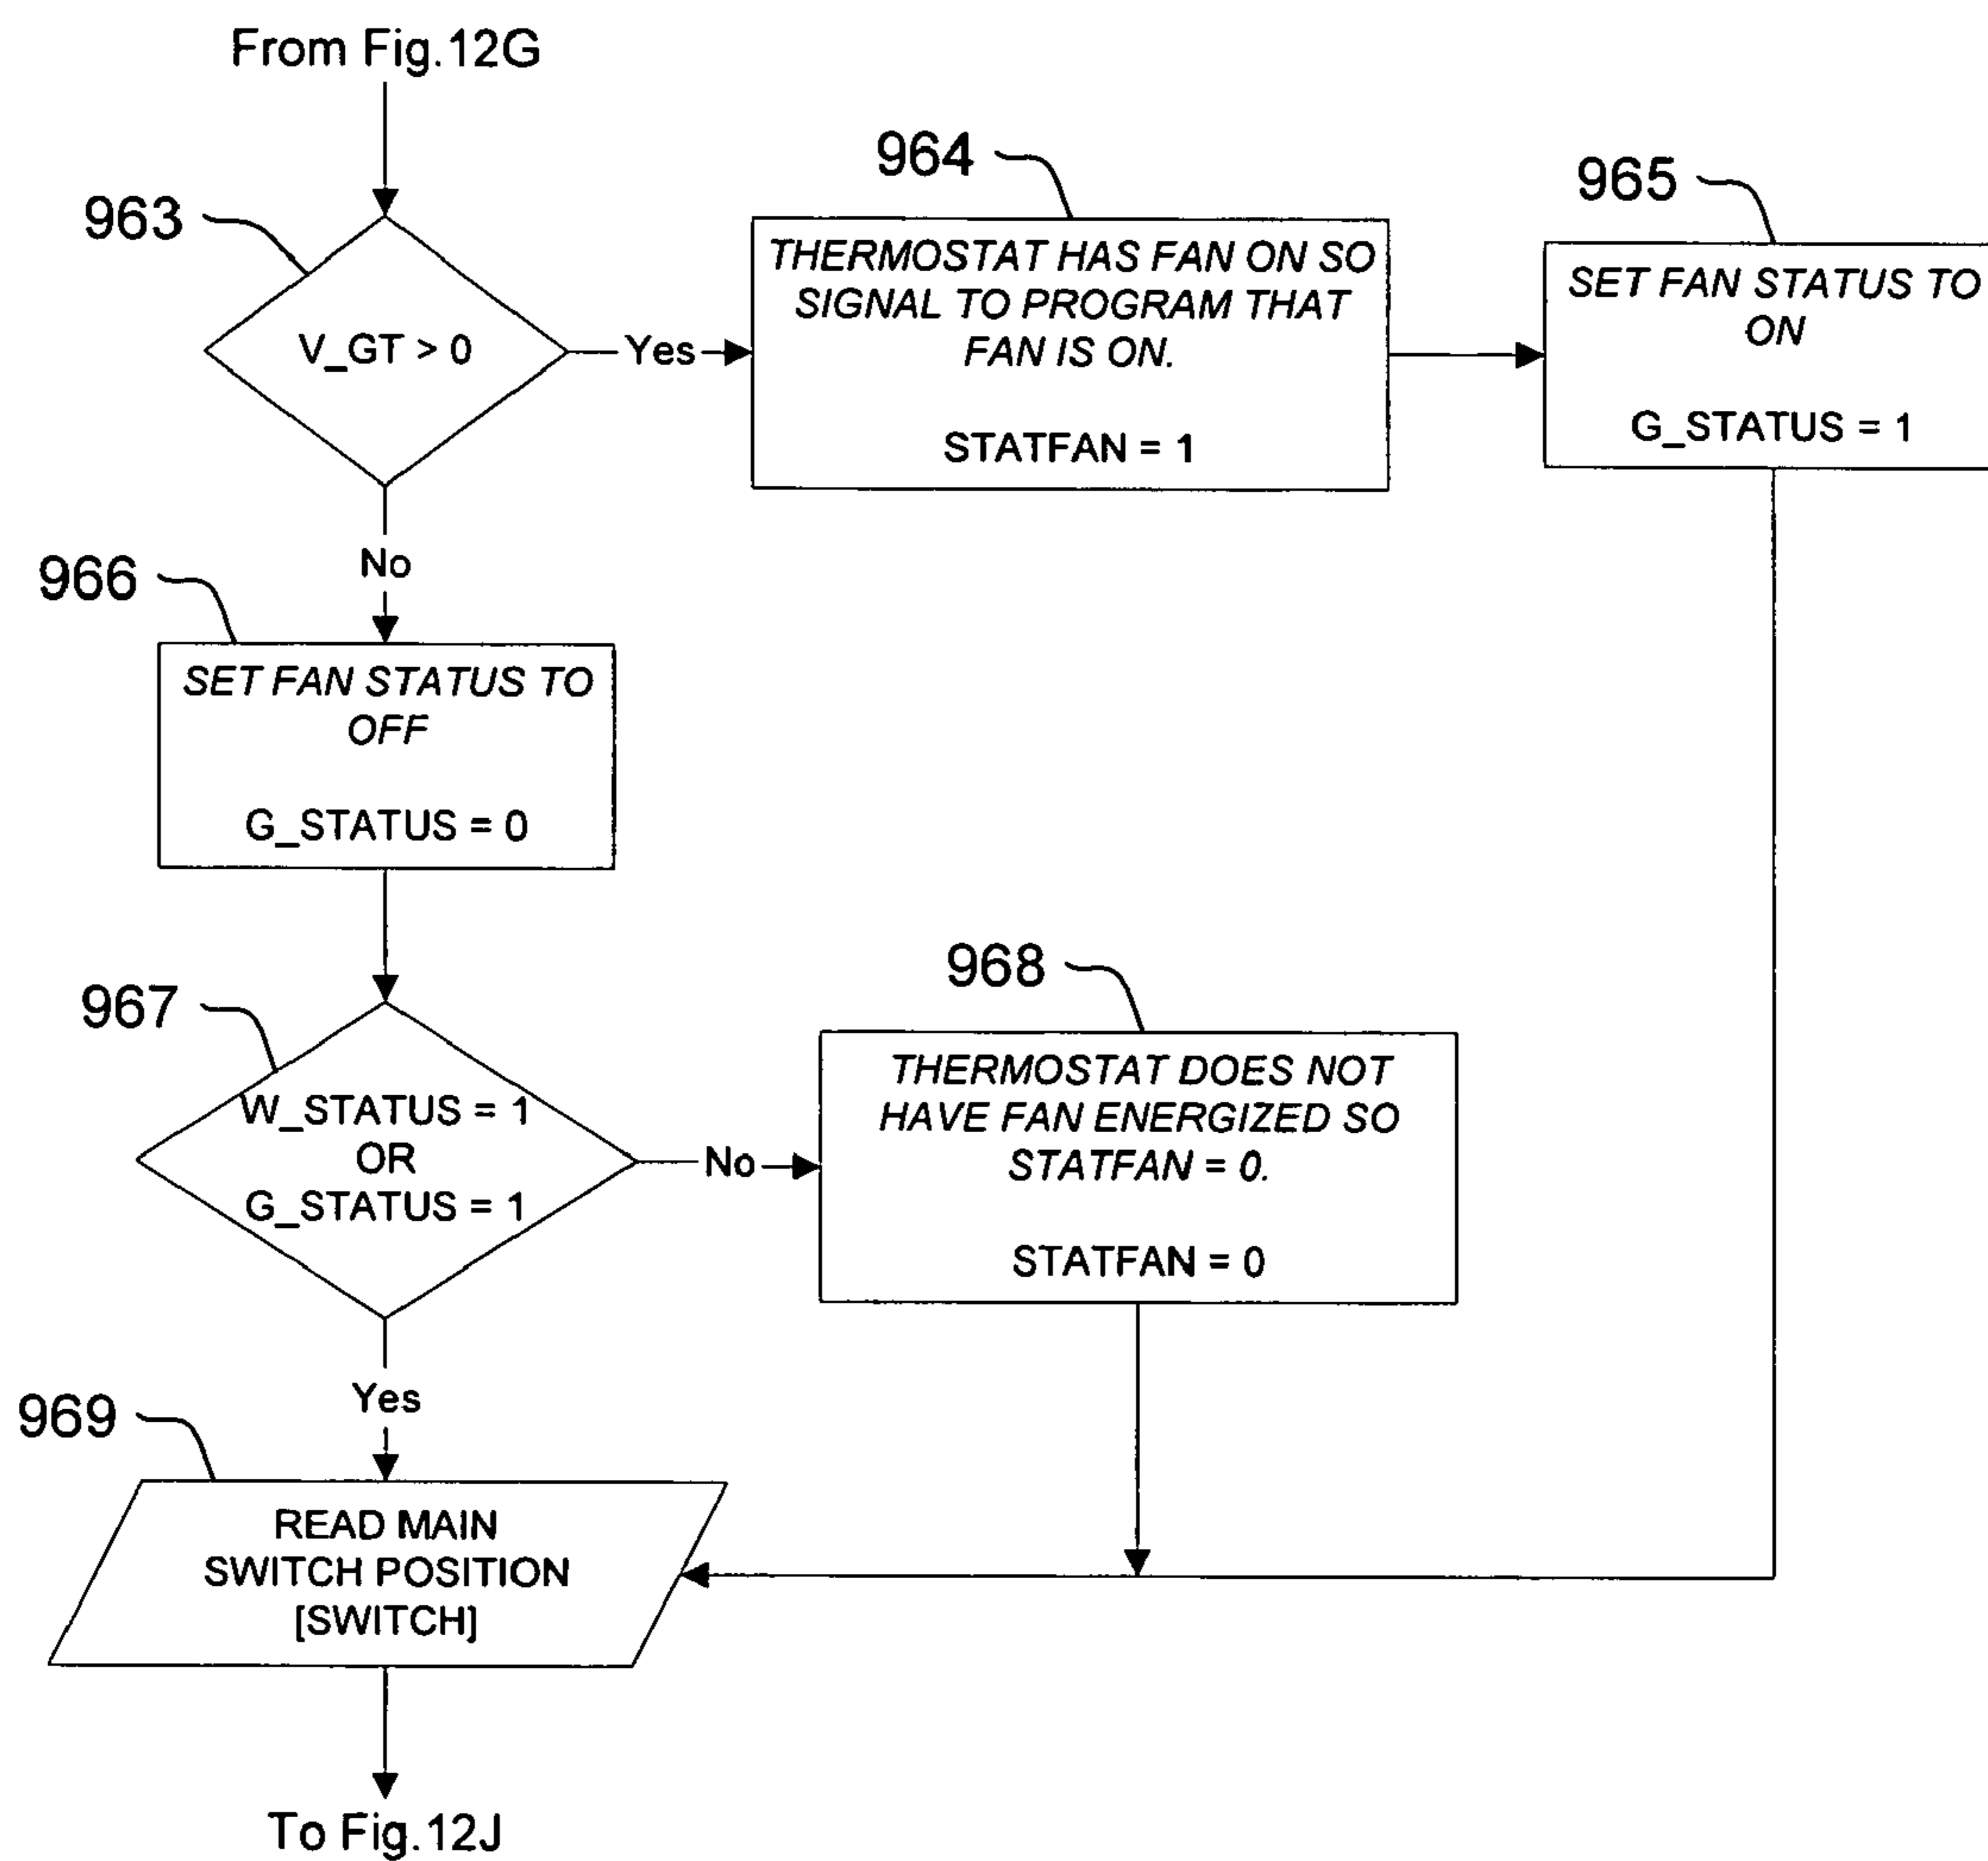 From Fig.12G
963
V_GT > 0
Yes
964
THERMOSTAT HAS FAN ON SO
SIGNAL TO PROGRAM THAT
FAN IS ON.
STATFAN = 1
965
SET FAN STATUS TO
ON
G_STATUS = 1
No
966
SET FAN STATUS TO
OFF
G_STATUS = 0
967
W_STATUS = 1
OR
G_STATUS = 1
No
968
THERMOSTAT DOES NOT
HAVE FAN ENERGIZED SO
STATFAN = 0.
STATFAN = 0
Yes
969
READ MAIN
SWITCH POSITION
[SWITCH]
To Fig.12J